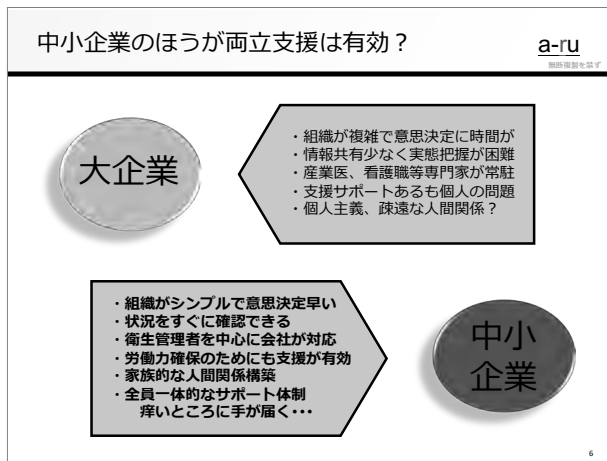 中小企業のほうが両立支援は有効？
a-ru
無断複製を禁ず
大企業
・組織が複雑で意思決定に時間が
・情報共有少なく実態把握が困難
・産業医、看護職等専門家が常駐
・支援サポートあるも個人の問題
・個人主義、疎遠な人間関係？
・組織がシンプルで意思決定早い
・状況をすぐに確認できる
・衛生管理者を中心に会社が対応
・労働力確保のためにも支援が有効
・家族的な人間関係構築
・全員一体的なサポート体制
痒いところに手が届く・・・
中小
企業
6